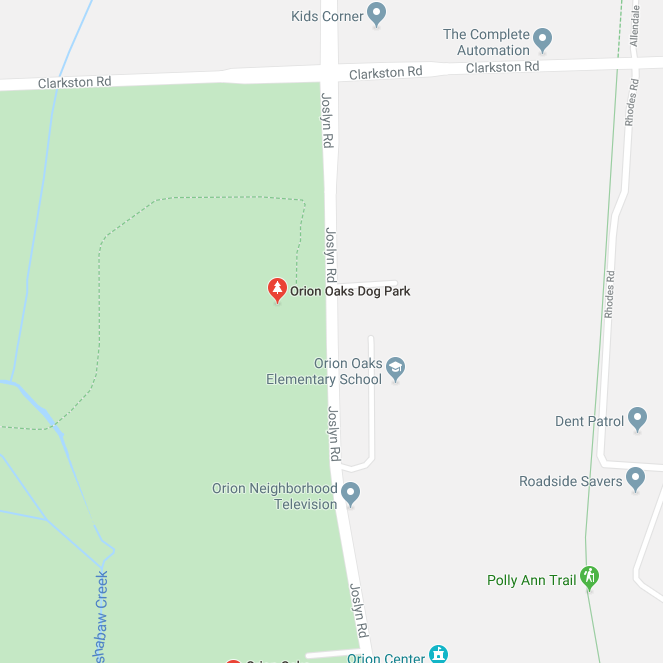 Kids Corner
The Complete
Automation
Allendale
Clarkston Rd
Clarkston Rd
Clarkston Rd
Joslyn Rd
Rhodes Rd
Joslyn Rd
Rhodes Rd
Orion Oaks Dog Park
Orion Oaks
Elementary School
Joslyn Rd
Dent Patrol
Orion Neighborhood
Television
Roadside Savers
Polly Ann Trail
shabaw Creek
Joslyn Rd
Orion Center